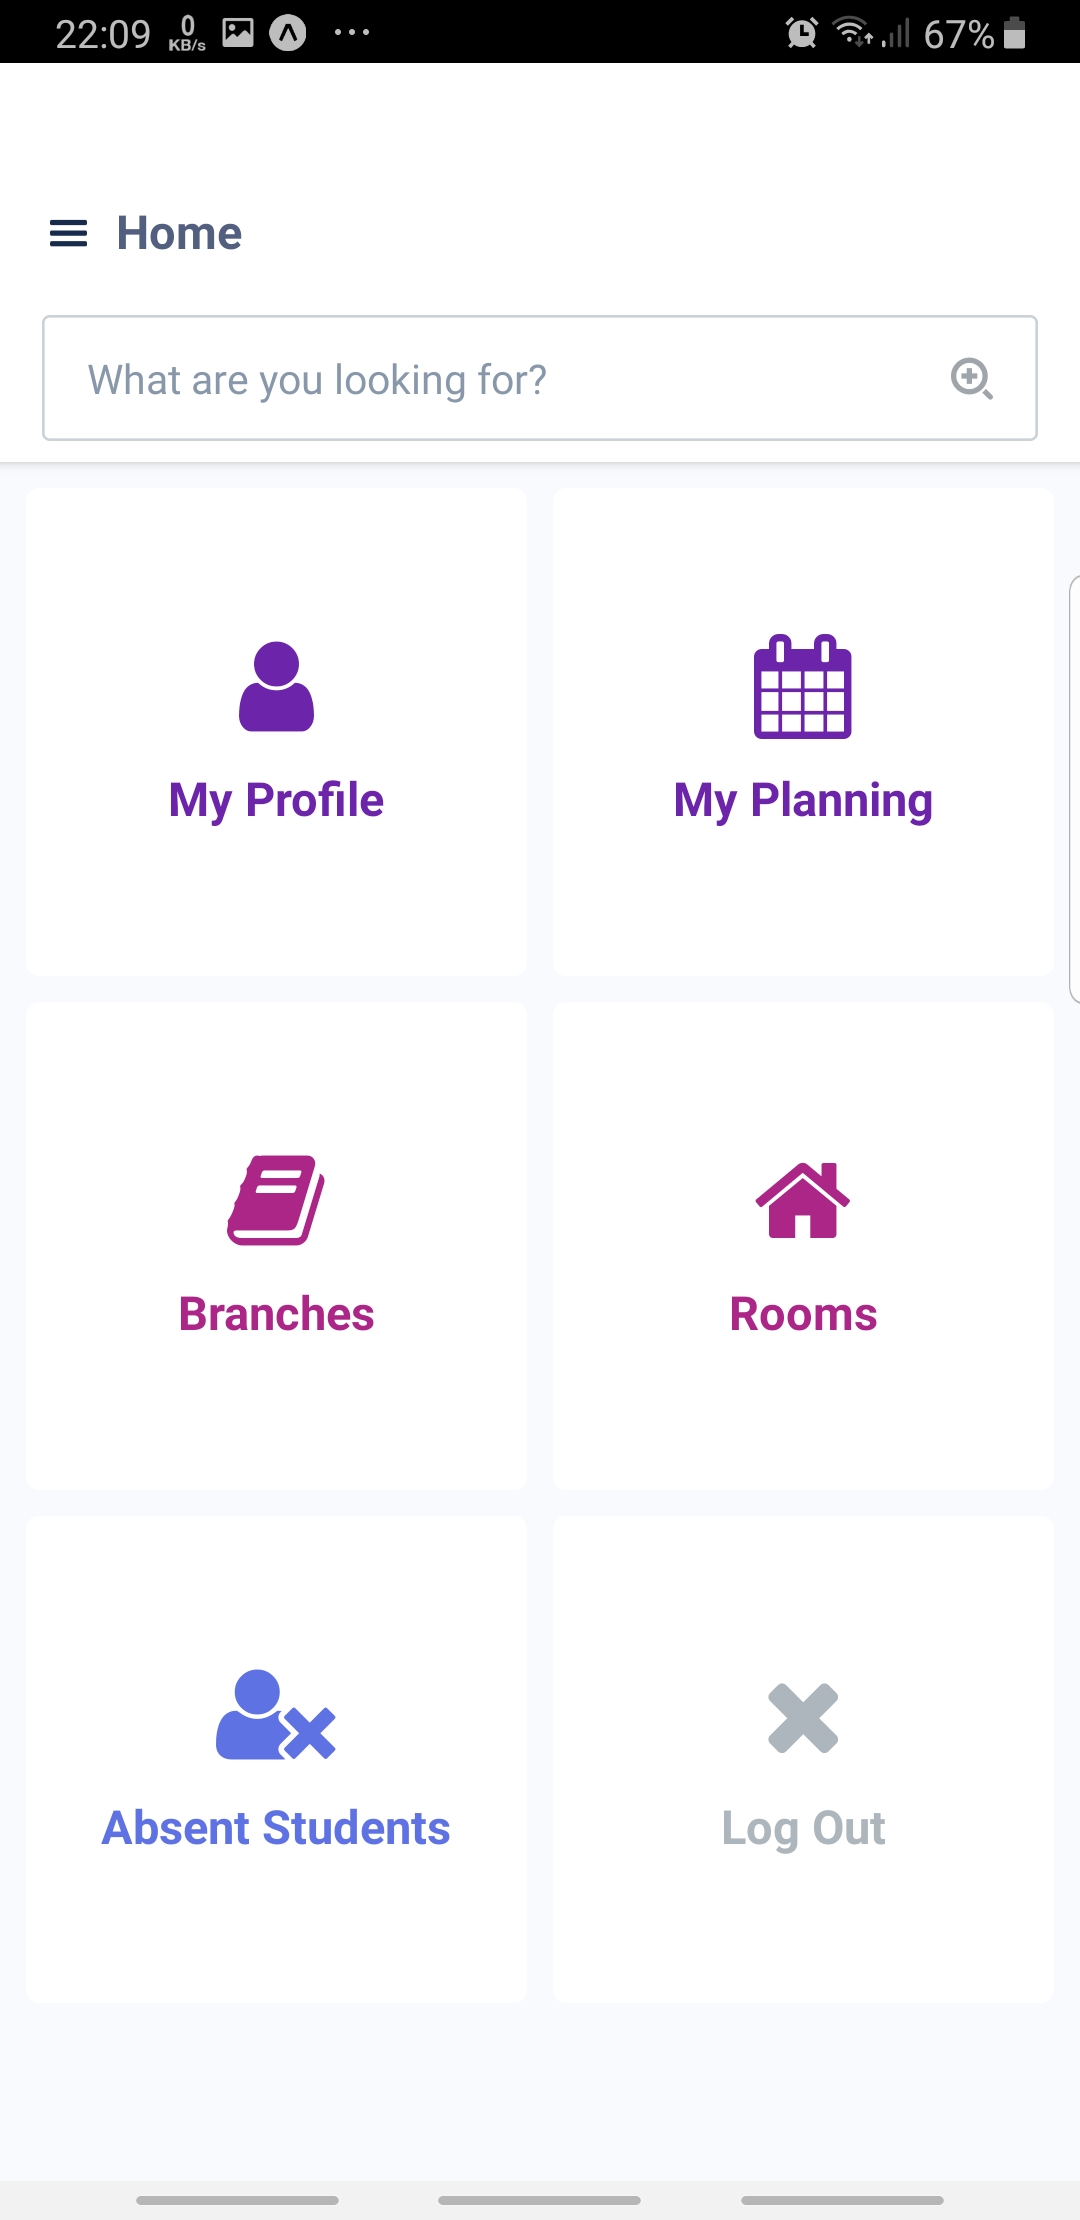 22:09 0 KB/s ... 67%
Home
What are you looking for?
My Profile My Planning
Branches Rooms
Absent Students Log Out